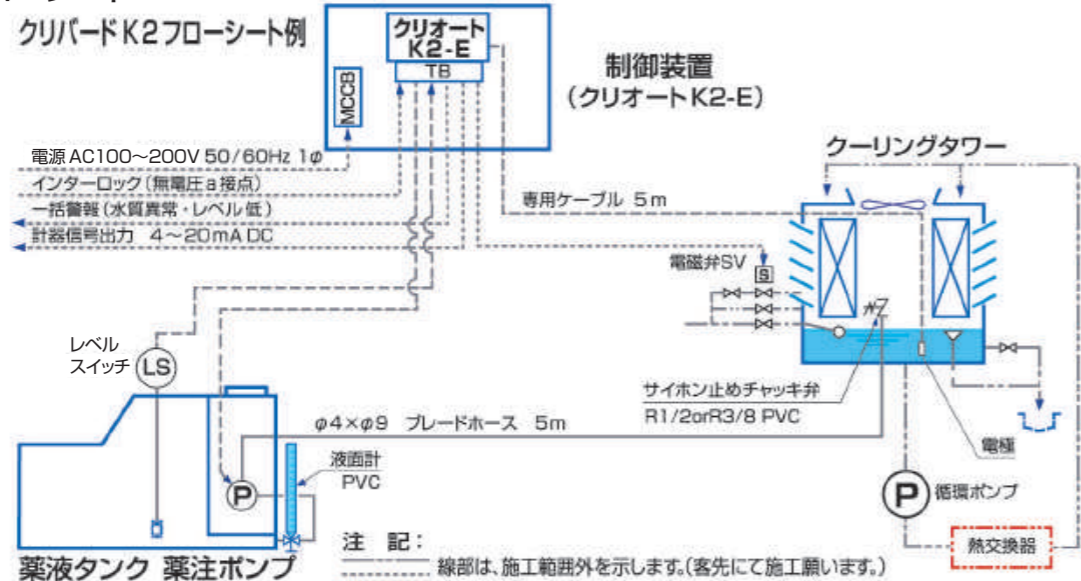 クリバードK2フローシート例
クリオート
K2-E
TB
MCCB
制御装置
(クリオートK2-E)
電源 AC100〜200V 50/60Hz 1φ
インターロック(無電圧a接点)
一括警報(水質異常・レベル低)
計器信号出力 4〜20mA DC
専用ケーブル 5m
クーリングタワー
電磁弁SV
S
レベル
スイッチ
LS
サイホン止めチャッキ弁
R1/2orR3/8 PVC
φ4×φ9 ブレードホース 5m
電極
液面計
PVC
P
P
循環ポンプ
熱交換器
薬液タンク 薬注ポンプ
注 記:
線部は、施工範囲外を示します。(客先にて施工願います。)